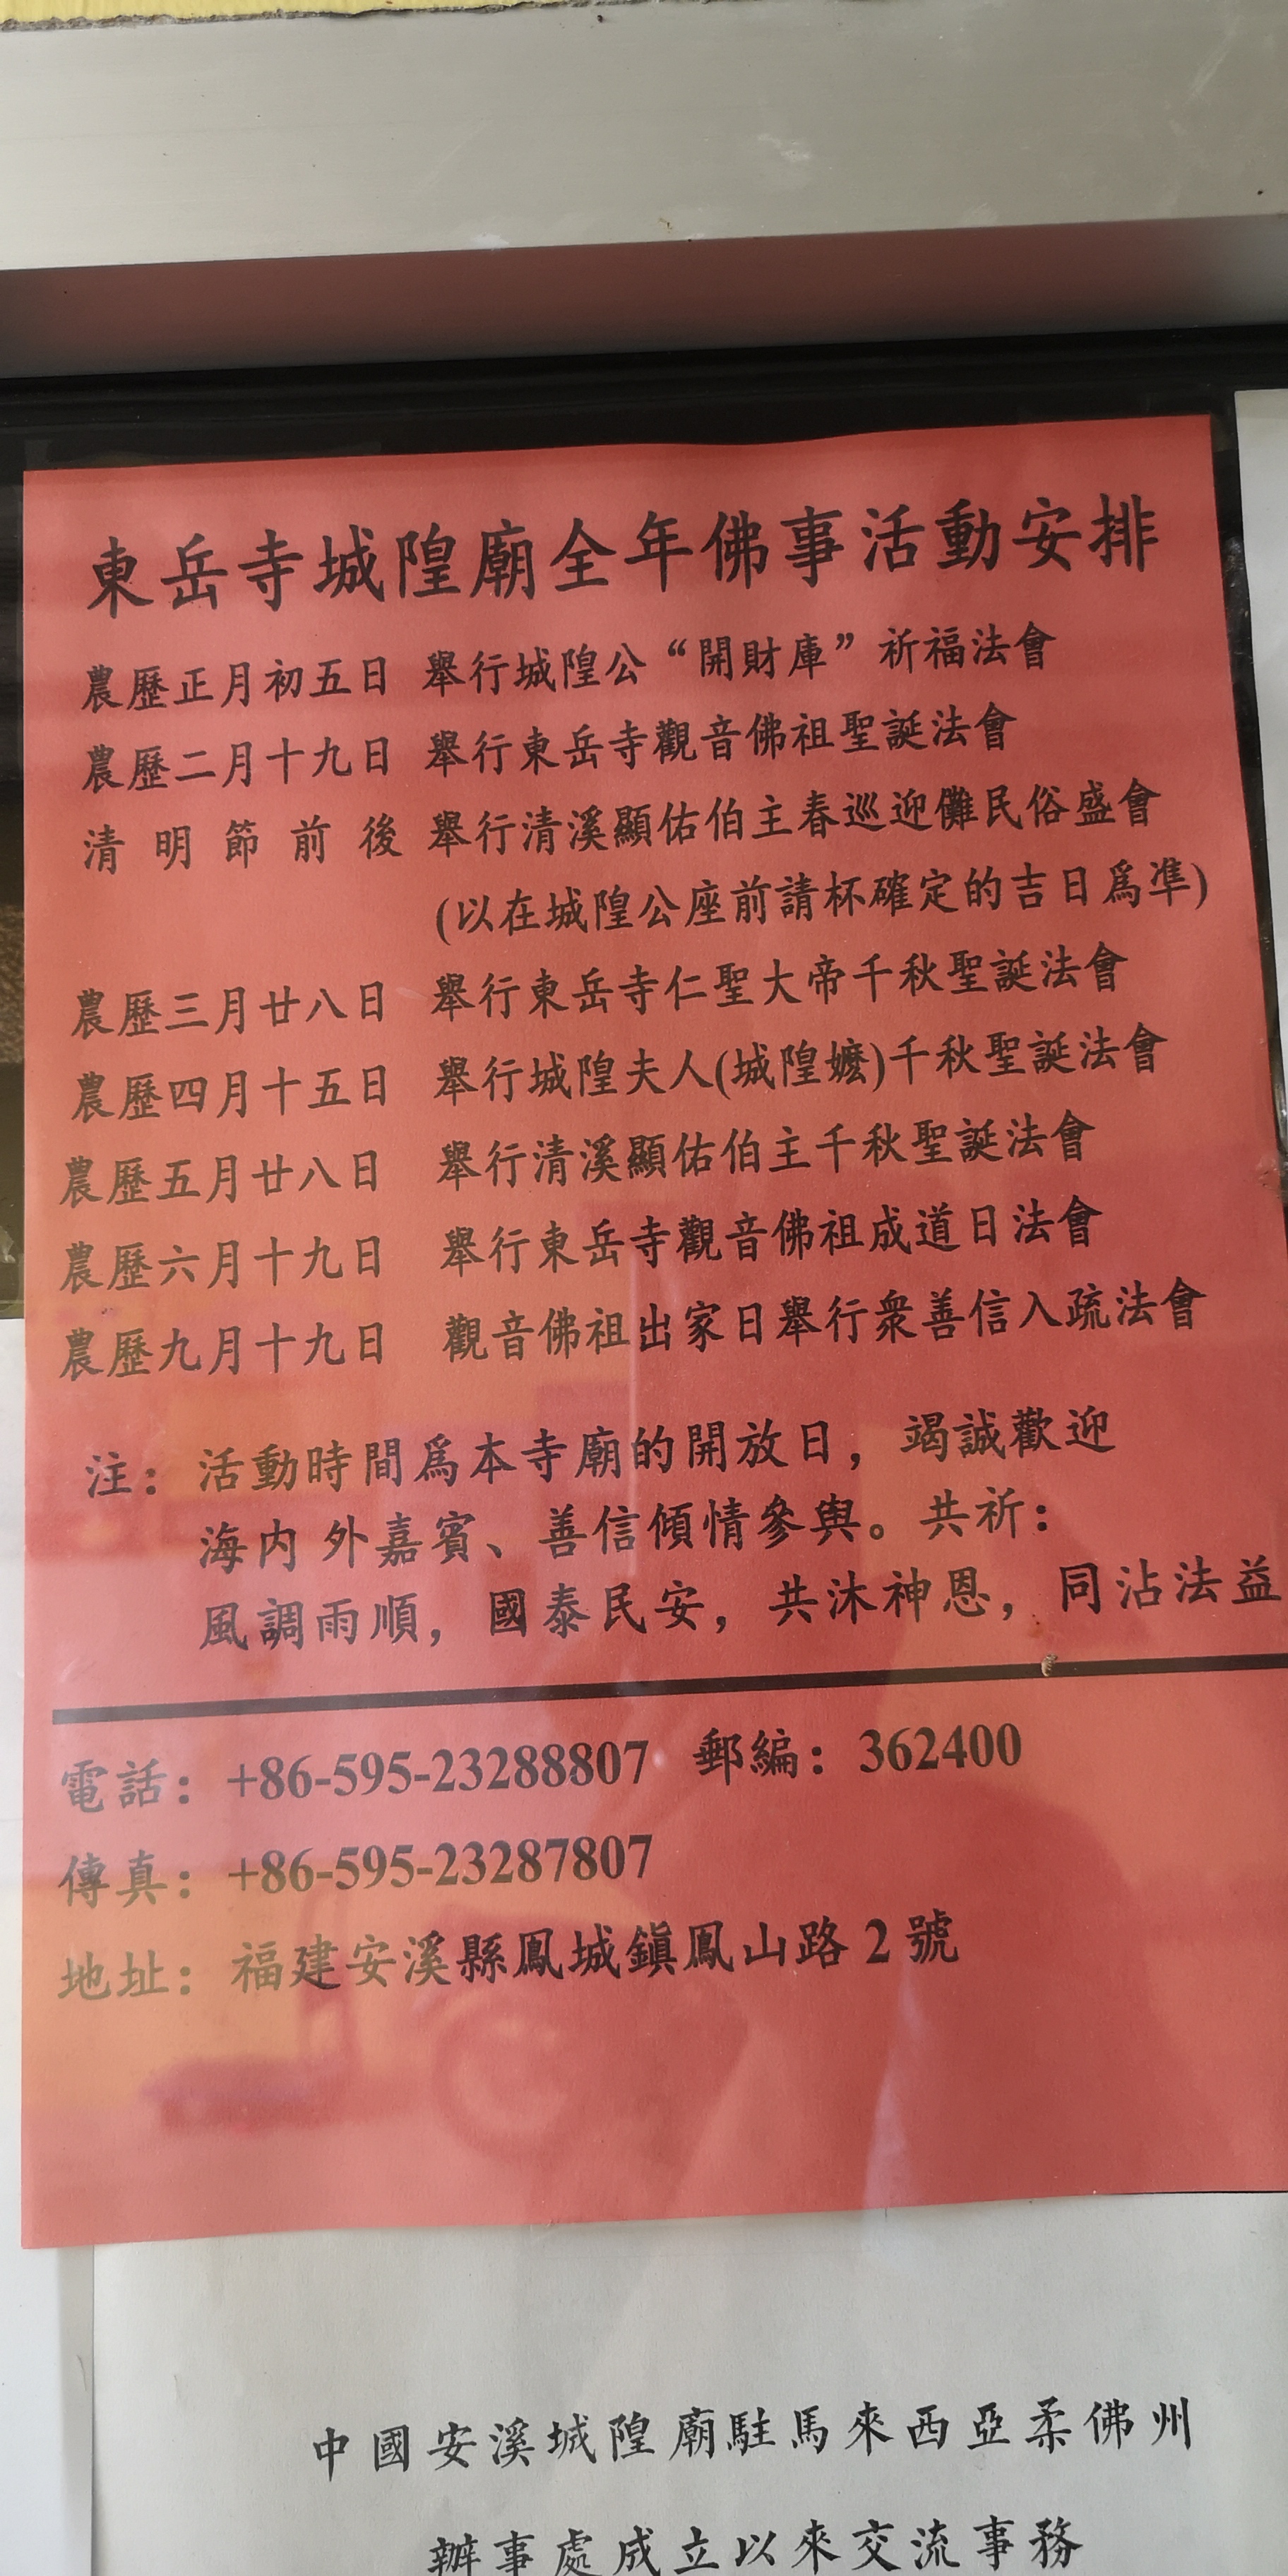 東岳寺城隍廟全年佛事活動安排
農歷正月初五日 舉行城隍公“開財庫”祈福法會
農歷二月十九日 舉行東岳寺觀音佛祖聖誕法會
清明節前後 舉行清溪顯佑伯主春巡迎儺民俗盛會
(以在城隍公座前請杯確定的吉日爲準)
農歷三月廿八日 舉行東岳寺仁聖大帝千秋聖誕法會
農歷四月十五日 舉行城隍夫人(城隍嬤)千秋聖誕法會
農歷五月廿八日 舉行清溪顯佑伯主千秋聖誕法會
農歷六月十九日 舉行東岳寺觀音佛祖成道日法會
農歷九月十九日 觀音佛祖出家日舉行衆善信入疏法會
注：活動時間爲本寺廟的開放日，竭誠歡迎
海内外嘉賓、善信傾情參與。共祈：
風調雨順，國泰民安，共沐神恩，同沾法益
電話：+86-595-23288807 郵編：362400
傳真：+86-595-23287807
地址：福建安溪縣鳳城鎮鳳山路2號
中國安溪城隍廟駐馬來西亞柔佛州
辦事處成立以來交流事務